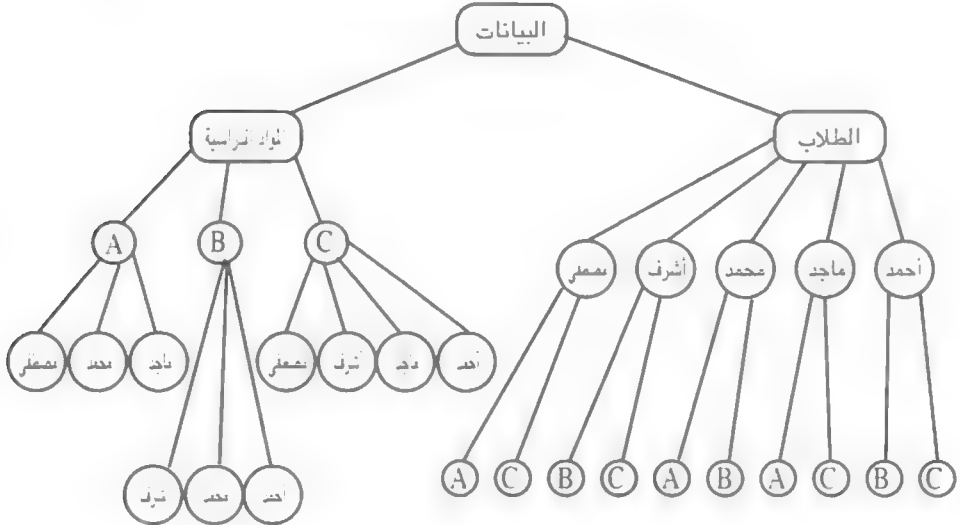 البيانات
المواد الدراسية
الطلاب
A
B
C
مصطفى
أشرف
محمد
ماجد
أحمد
مصطفى
محمد
ماجد
مصطفى
أشرف
ماجد
أحمد
A
C
B
C
A
B
A
C
B
C
أشرف
محمد
أحمد